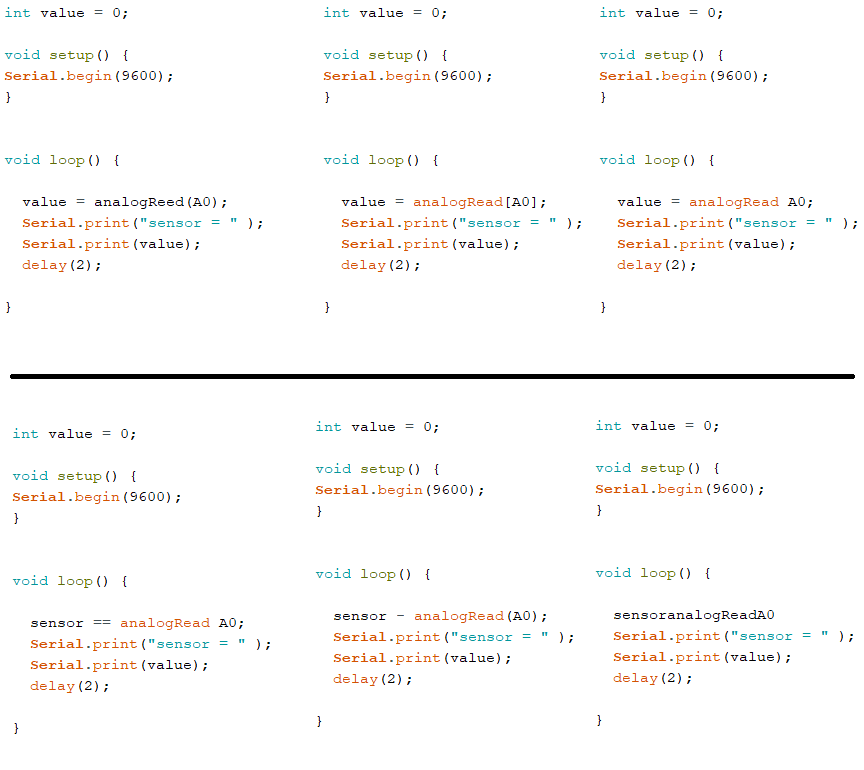 int value = 0;
void setup() {
Serial.begin(9600);
}
void loop() {
value = analogReed(A0);
Serial.print("sensor = " );
Serial.print(value);
delay(2);
}
int value = 0;
void setup() {
Serial.begin(9600);
}
void loop() {
value = analogRead[A0];
Serial.print("sensor = " );
Serial.print(value);
delay(2);
}
int value = 0;
void setup() {
Serial.begin(9600);
}
void loop() {
value = analogRead A0;
Serial.print("sensor = " );
Serial.print(value);
delay(2);
}
int value = 0;
void setup() {
Serial.begin(9600);
}
void loop() {
sensor == analogRead A0;
Serial.print("sensor = " );
Serial.print(value);
delay(2);
}
int value = 0;
void setup() {
Serial.begin(9600);
}
void loop() {
sensor - analogRead(A0);
Serial.print("sensor = " );
Serial.print(value);
delay(2);
}
int value = 0;
void setup() {
Serial.begin(9600);
}
void loop() {
sensoranalogReadA0
Serial.print("sensor = " );
Serial.print(value);
delay(2);
}